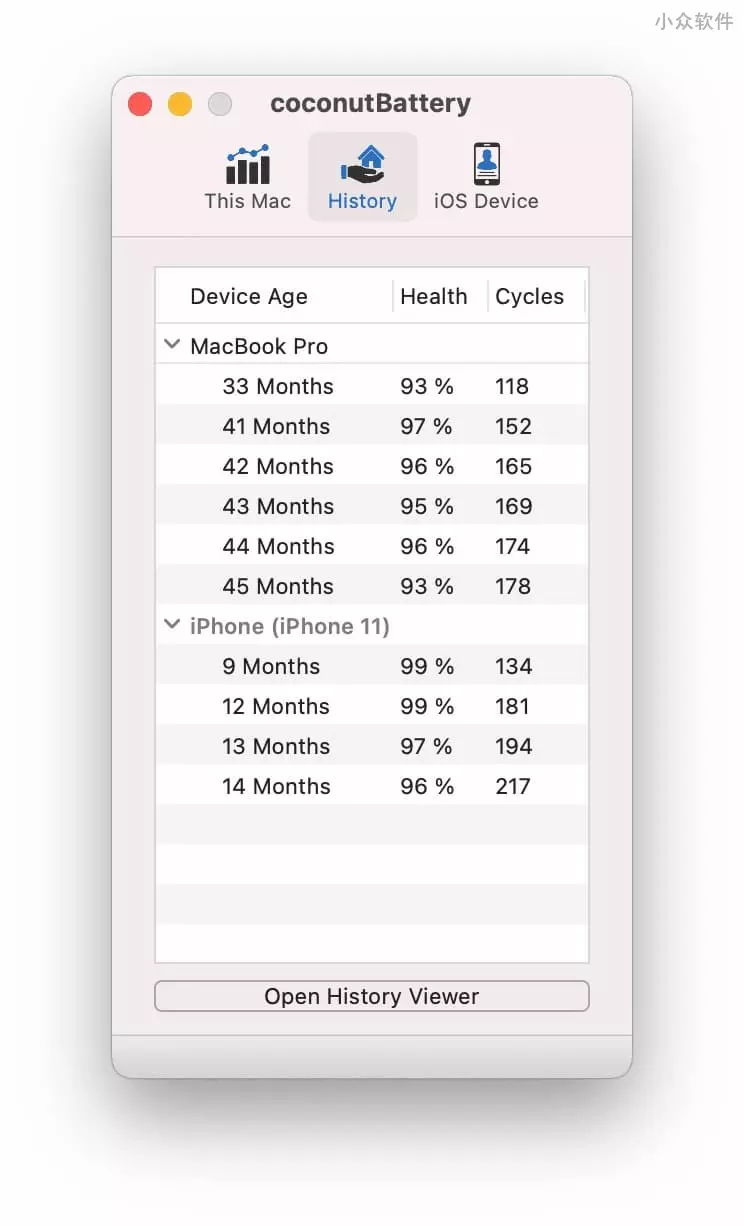 小众软件
coconutBattery
This Mac History iOS Device
Device Age Health Cycles
MacBook Pro
33 Months 93 % 118
41 Months 97 % 152
42 Months 96 % 165
43 Months 95 % 169
44 Months 96 % 174
45 Months 93 % 178
iPhone (iPhone 11)
9 Months 99 % 134
12 Months 99 % 181
13 Months 97 % 194
14 Months 96 % 217
Open History Viewer